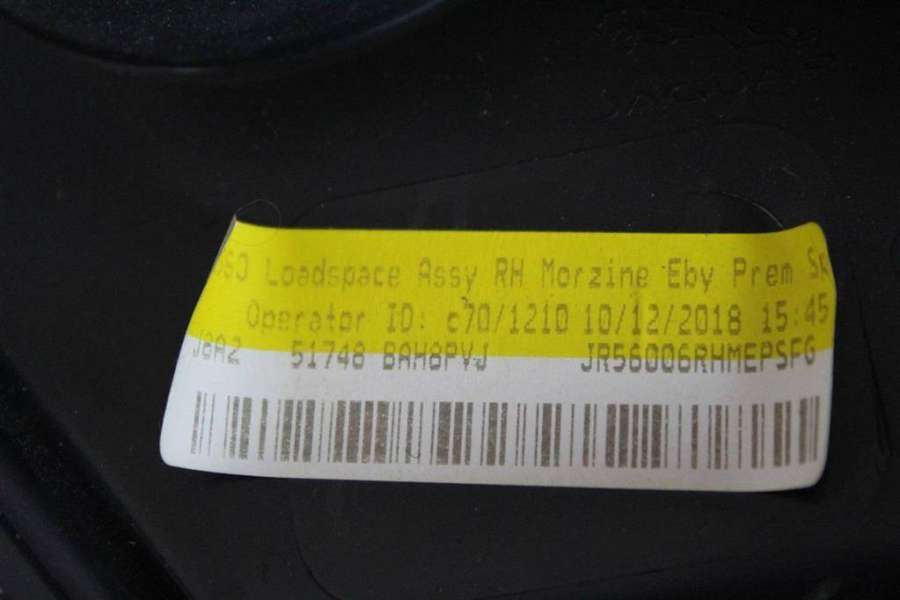 Loadspace Assy RH Morzine Eby Prem
Operator ID: c70/1210 10/12/2018 15:45
J8A2 51748 BAH8PVJ JR56006RHMEPSFG